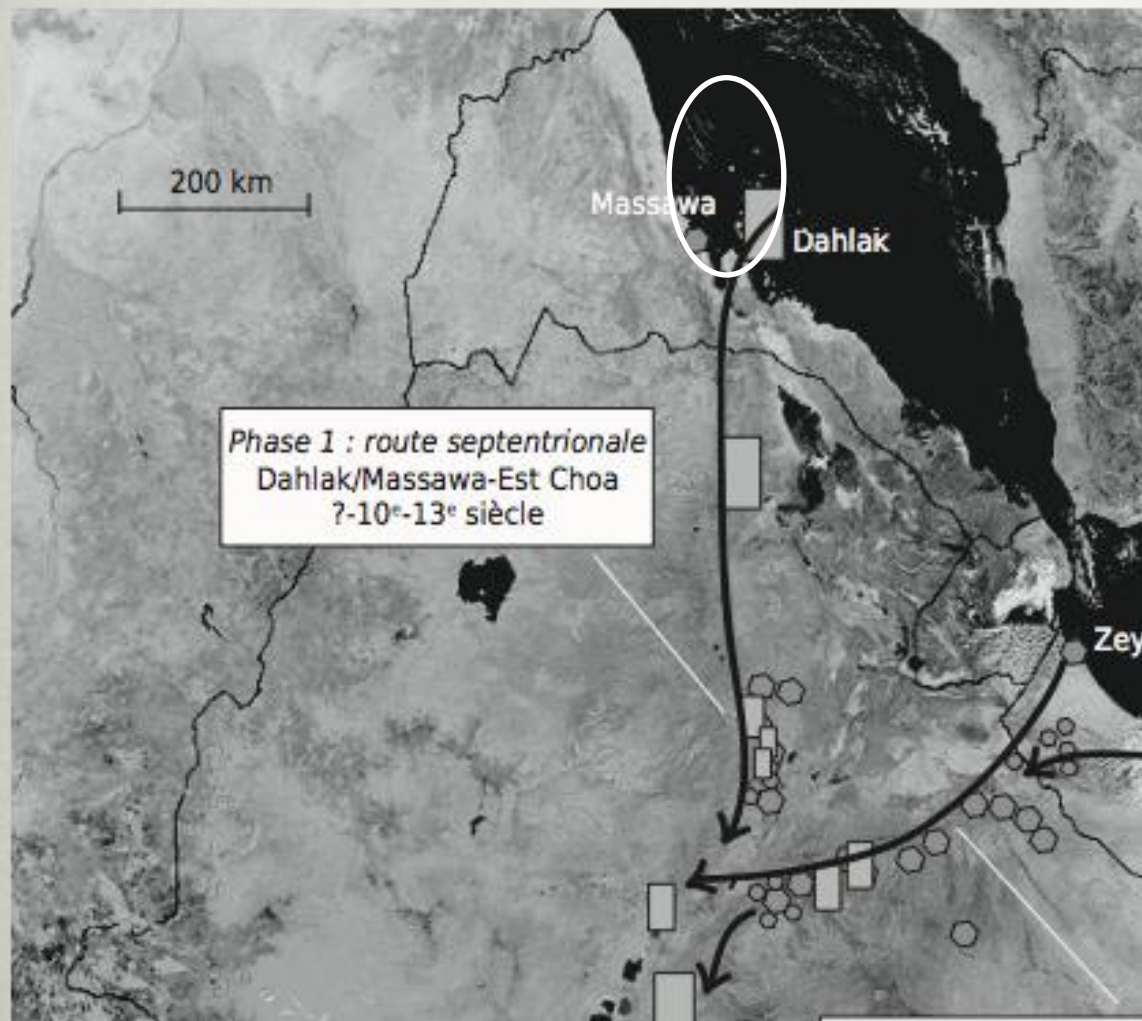 200 km
Massawa
Dahlak
Phase 1 : route septentrionale
Dahlak/Massawa-Est Choa
?-10ᵉ-13ᵉ siècle
Zey